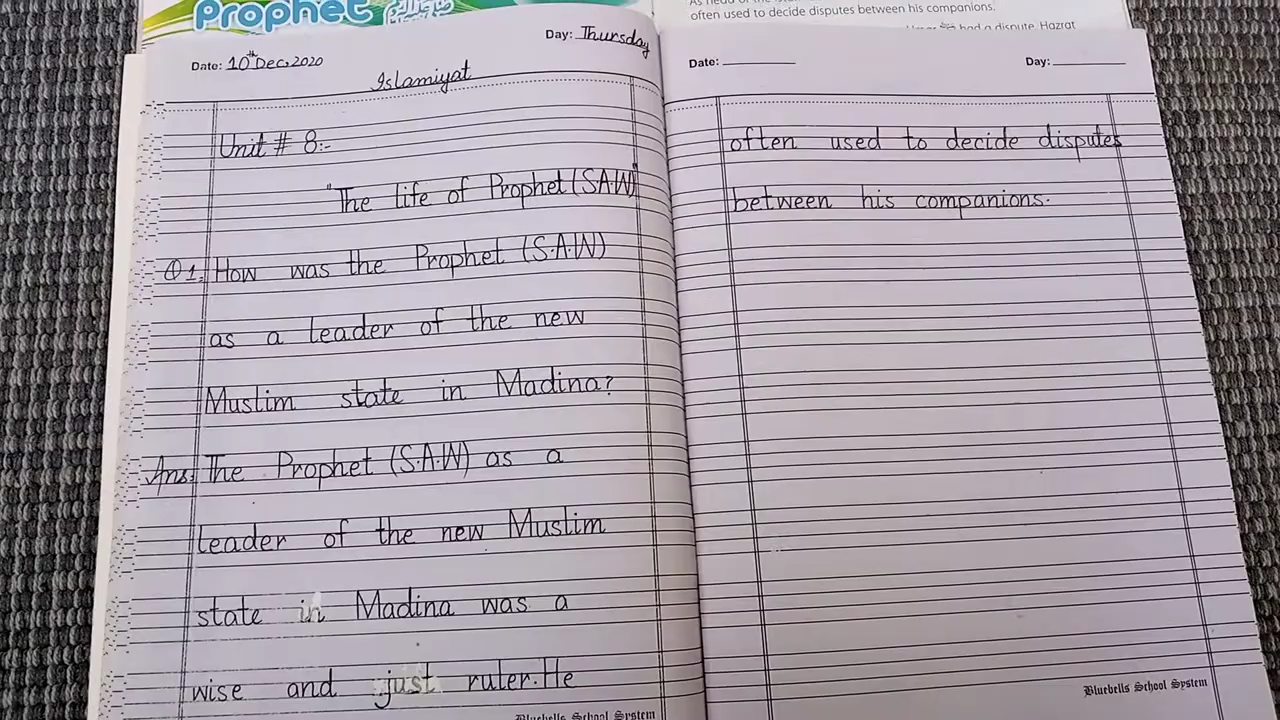 Prophet
As head of the
often used to decide disputes between his companions.
had a dispute. Hazrat
Date: 10th Dec, 2020
Day: Thursday
Islamiyat
Unit # 8:-
"The life of Prophet (S.A.W)"
Q1. How was the Prophet (S.A.W)
as a leader of the new
Muslim state in Madina?
Ans: The Prophet (S.A.W) as a
leader of the new Muslim
state in Madina was a
wise and just ruler. He
Bluebells School System
Date:
Day:
often used to decide disputes
between his companions.
Bluebells School System